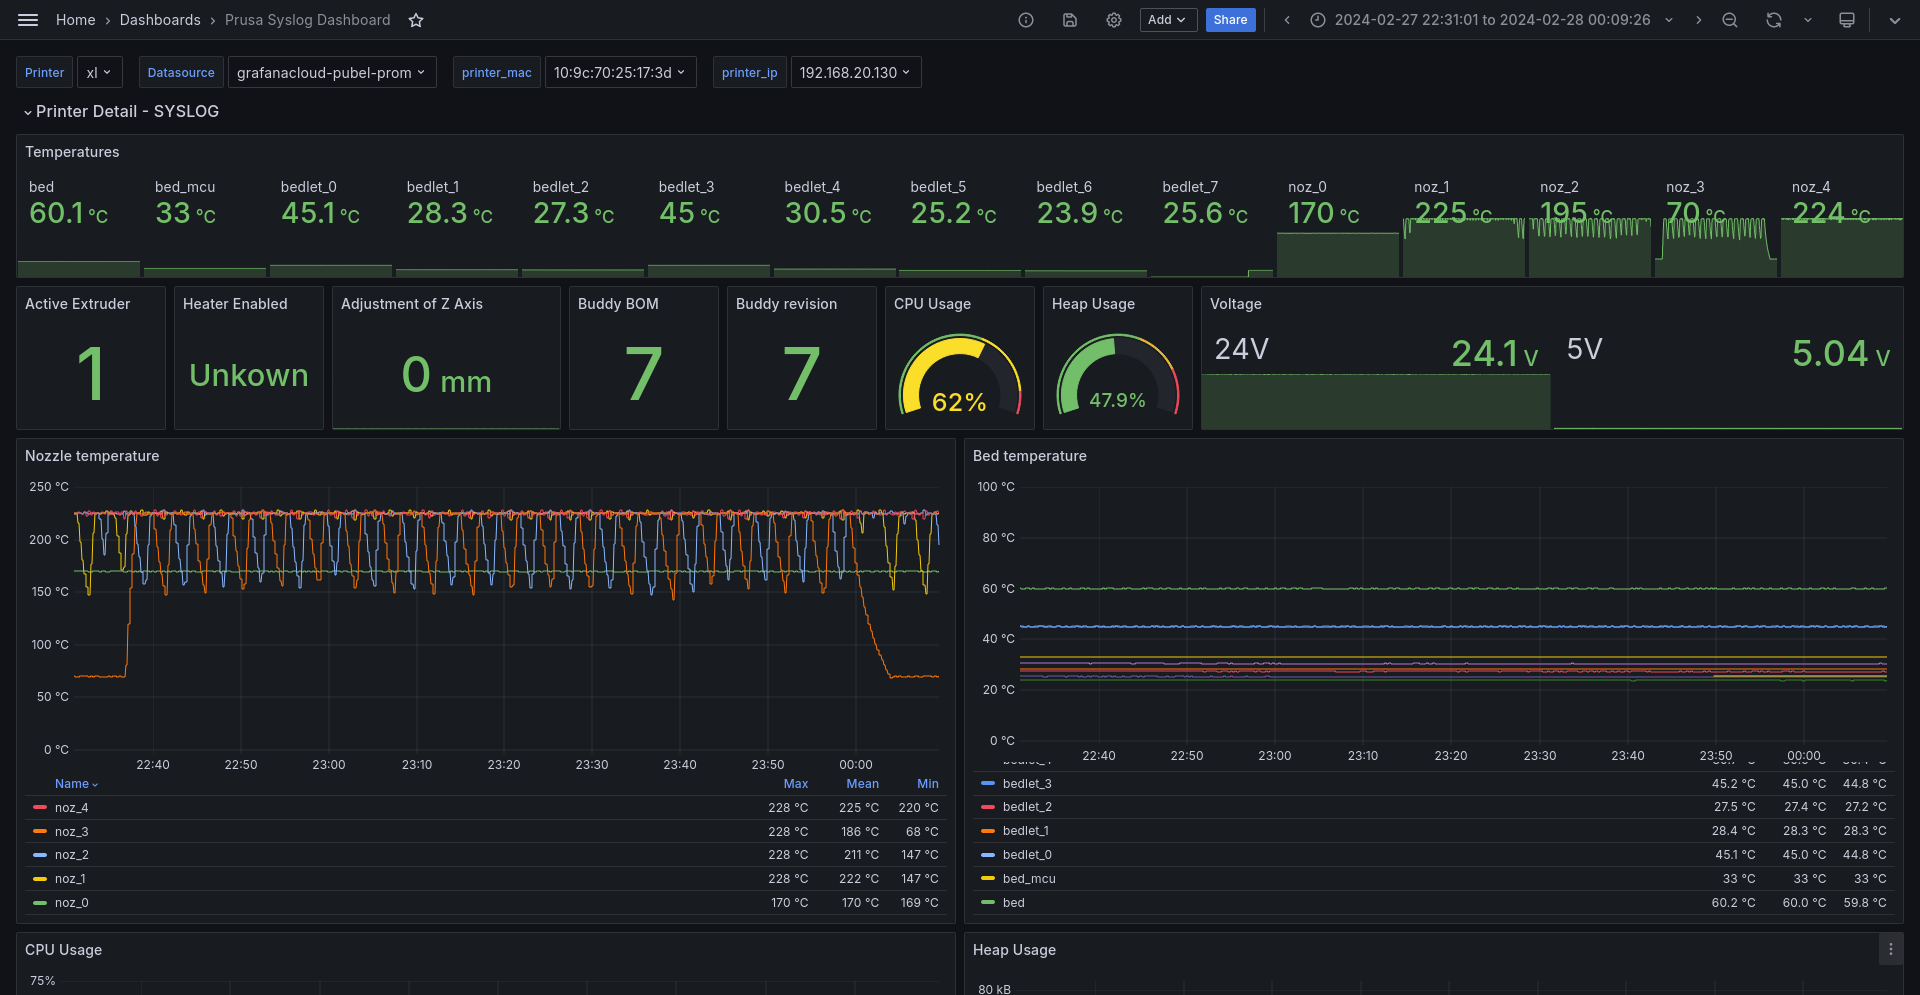 Home › Dashboards › Prusa Syslog Dashboard
Add
Share
2024-02-27 22:31:01 to 2024-02-28 00:09:26
Printer xl Datasource grafanacloud-pubel-prom printer_mac 10:9c:70:25:17:3d printer_ip 192.168.20.130
Printer Detail - SYSLOG
Temperatures
bed bed_mcu bedlet_0 bedlet_1 bedlet_2 bedlet_3 bedlet_4 bedlet_5 bedlet_6 bedlet_7 noz_0 noz_1 noz_2 noz_3 noz_4
60.1 °C 33 °C 45.1 °C 28.3 °C 27.3 °C 45 °C 30.5 °C 25.2 °C 23.9 °C 25.6 °C 170 °C 225 °C 195 °C 70 °C 224 °C
Active Extruder
1
Heater Enabled
Unkown
Adjustment of Z Axis
0 mm
Buddy BOM
7
Buddy revision
7
CPU Usage
62%
Heap Usage
47.9%
Voltage
24V 24.1 V 5V 5.04 V
Nozzle temperature
250 °C
200 °C
150 °C
100 °C
50 °C
0 °C
22:40 22:50 23:00 23:10 23:20 23:30 23:40 23:50 00:00
Name Max Mean Min
noz_4 228 °C 225 °C 220 °C
noz_3 228 °C 186 °C 68 °C
noz_2 228 °C 211 °C 147 °C
noz_1 228 °C 222 °C 147 °C
noz_0 170 °C 170 °C 169 °C
Bed temperature
100 °C
80 °C
60 °C
40 °C
20 °C
0 °C
22:40 22:50 23:00 23:10 23:20 23:30 23:40 23:50 00:00
bedlet_3 45.2 °C 45.0 °C 44.8 °C
bedlet_2 27.5 °C 27.4 °C 27.2 °C
bedlet_1 28.4 °C 28.3 °C 28.3 °C
bedlet_0 45.1 °C 45.0 °C 44.8 °C
bed_mcu 33 °C 33 °C 33 °C
bed 60.2 °C 60.0 °C 59.8 °C
CPU Usage
75%
Heap Usage
80 kB